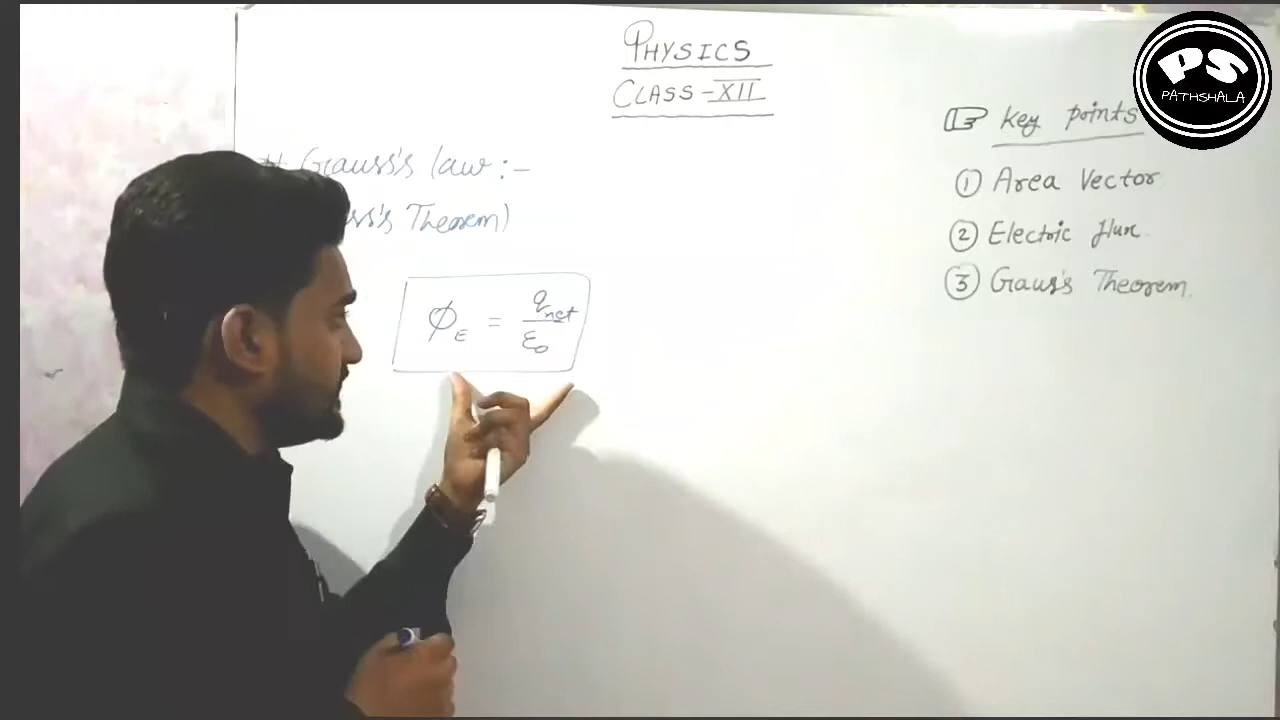 PHYSICS
CLASS-XII
# Gauss's law :-
Theorem)
ϕE = qnet/ε0
PS
PATHSHALA
☞ Key points
① Area Vector
② Electric flux
③ Gaus's Theorem.